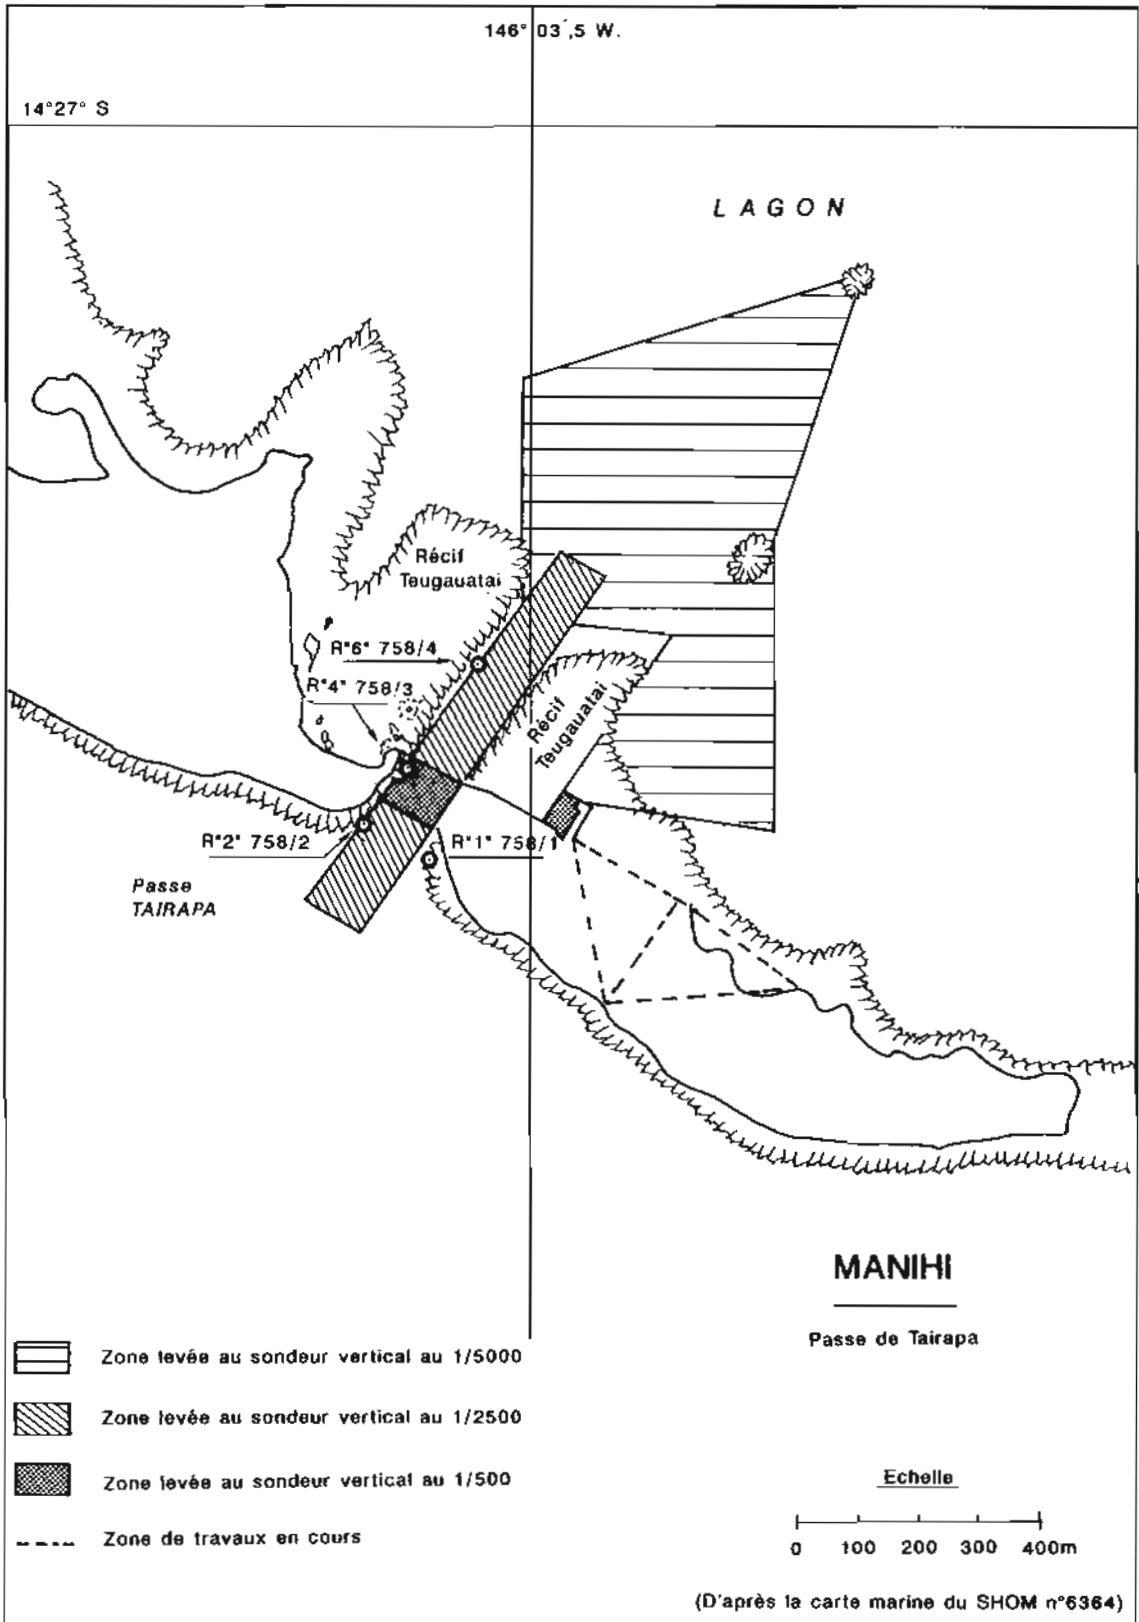 146° 03´,5 W.
14°27° S
LAGON
Récif
Teugauatai
R"6" 758/4
R"4" 758/3
Récif
Teugauatai
R"2" 758/2
R"1" 758/1
Passe
TAIRAPA
MANIHI
Passe de Tairapa
Zone levée au sondeur vertical au 1/5000
Zone levée au sondeur vertical au 1/2500
Zone levée au sondeur vertical au 1/500
Zone de travaux en cours
Echelle
0 100 200 300 400m
(D'après la carte marine du SHOM n°6364)